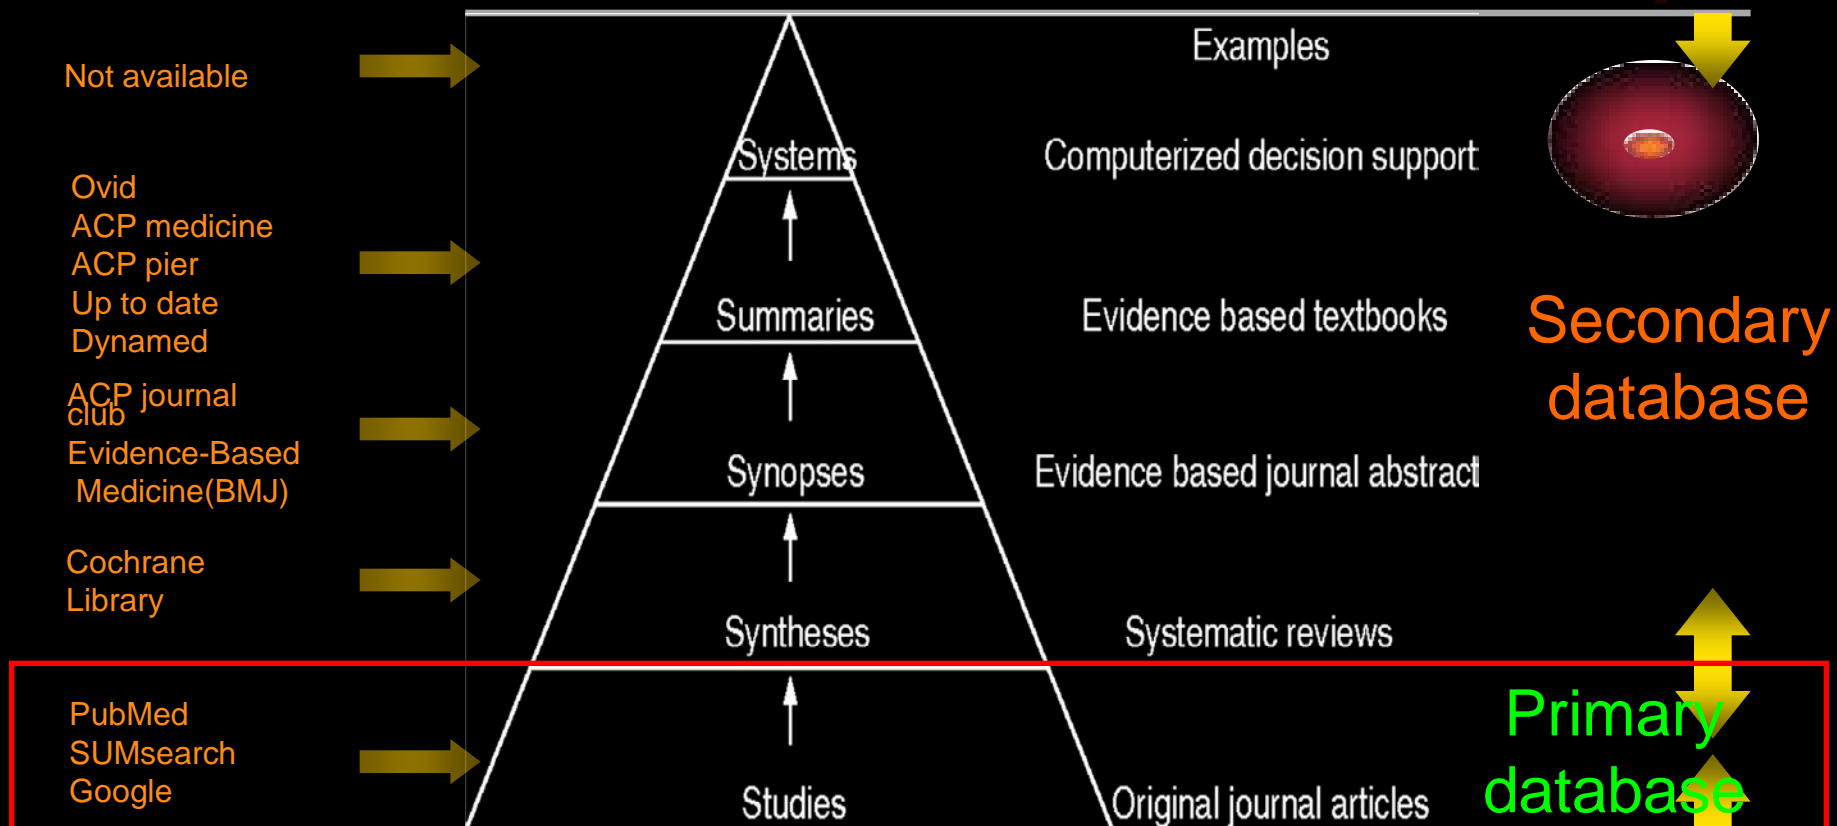 Examples
Not available
Systems
Computerized decision support
Ovid
ACP medicine
ACP pier
Up to date
Dynamed
Summaries
Evidence based textbooks
Secondary
database
ACP journal
club
Evidence-Based
Medicine(BMJ)
Synopses
Evidence based journal abstract
Cochrane
Library
Syntheses
Systematic reviews
PubMed
SUMsearch
Google
Studies
Original journal articles
Primary
database